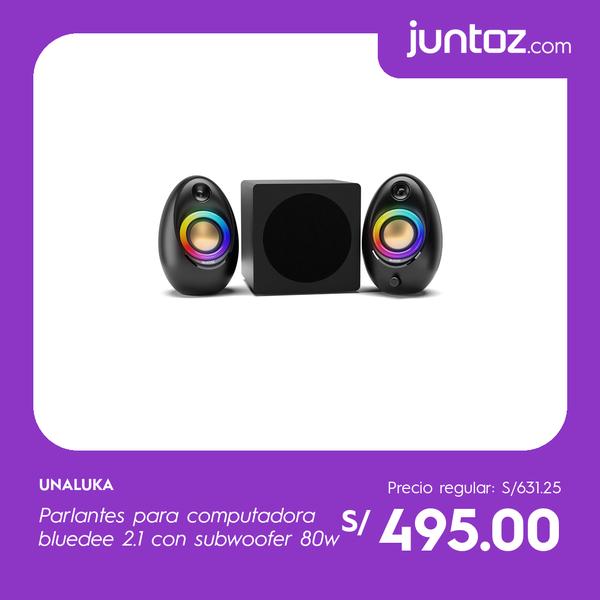 juntoz.com
UNALUKA
Parlantes para computadora
bluedee 2.1 con subwoofer 80w
Precio regular: S/631.25
S/ 495.00